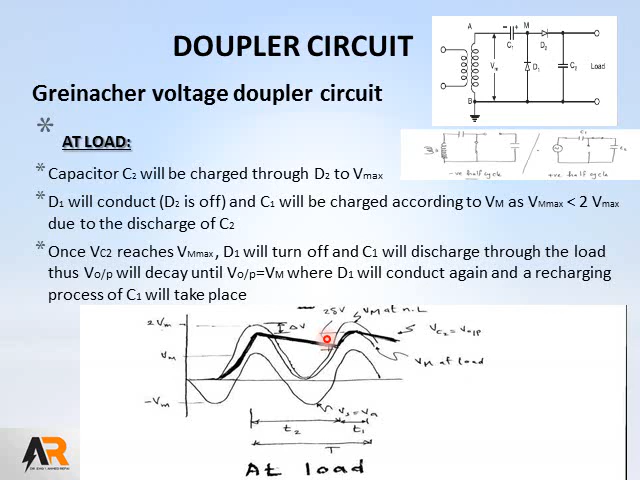 DOUPLER CIRCUIT
Greinacher voltage doupler circuit
* AT LOAD:
* Capacitor C2 will be charged through D2 to Vmax
* D1 will conduct (D2 is off) and C1 will be charged according to VM as VMmax < 2 Vmax
due to the discharge of C2
* Once VC2 reaches VMmax , D1 will turn off and C1 will discharge through the load
thus Vo/p will decay until Vo/p=VM where D1 will conduct again and a recharging
process of C1 will take place
A
- +
M
C1
D2
D1
C2
Load
B
-ve half cycle
+ve half cycle
2δV
VM at n.L
2Vm
ΔV
VC2 = Vo/p
Vm
VM at load
-Vm
t2
t1
T
At load
AR